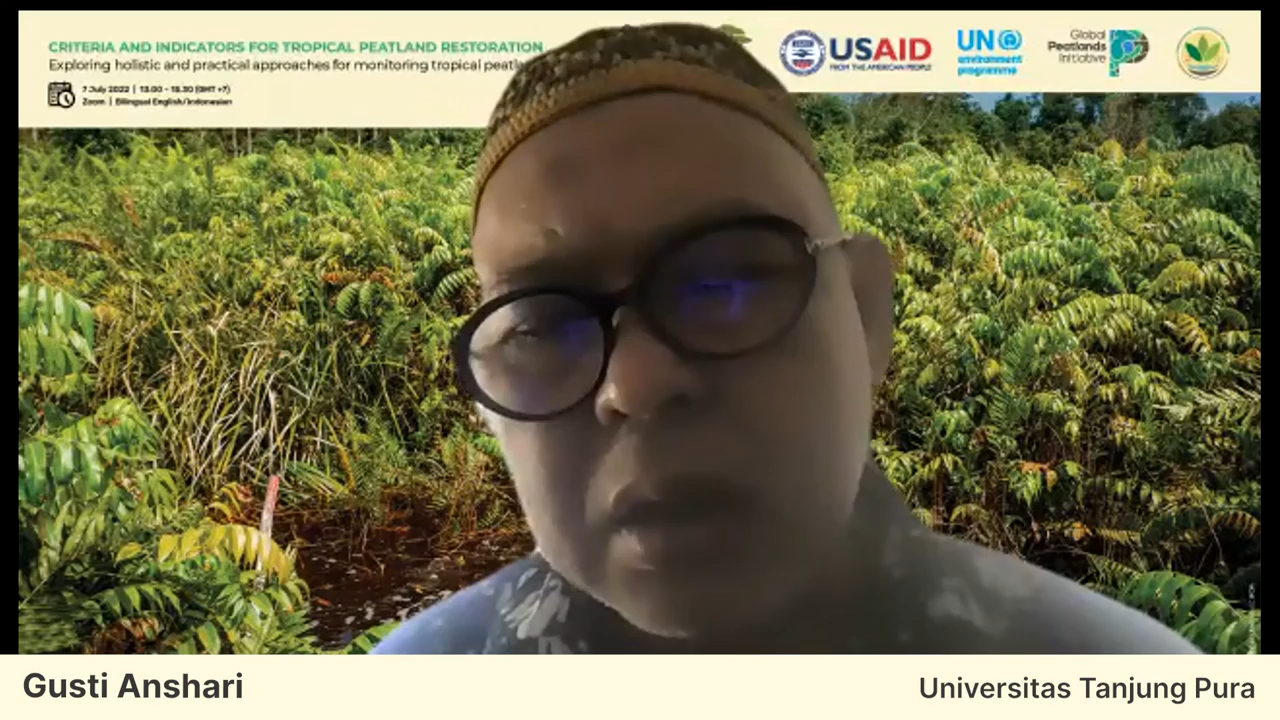 CRITERIA AND INDICATORS FOR TROPICAL PEATLAND RESTORATION
Exploring holistic and practical approaches for monitoring tropical
7 July 2022 | 13.00 - 15.30 (GMT +7)
Zoom | Bilingual English/Indonesian
USAID
FROM THE AMERICAN PEOPLE
UN
environment
programme
Global
Peatlands
Initiative
Gusti Anshari
Universitas Tanjung Pura